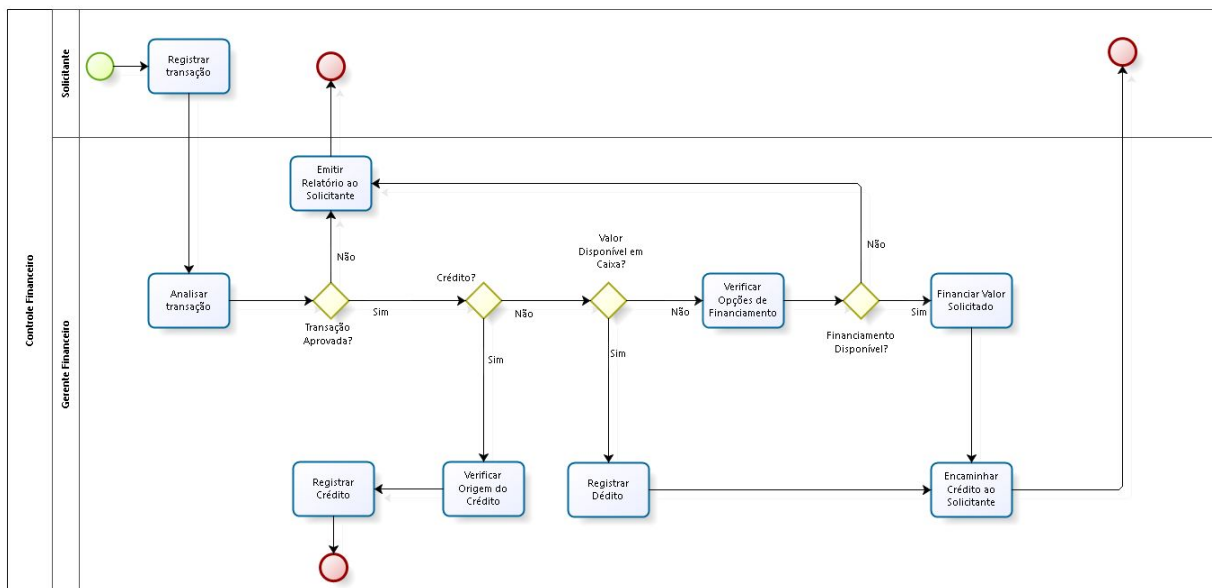 Controle Financeiro
Solicitante
Registrar
transação
Gerente Financeiro
Emitir
Relatório ao
Solicitante
Não
Não
Analisar
transação
Transação
Aprovada?
Sim
Crédito?
Não
Sim
Valor
Disponível em
Caixa?
Não
Sim
Verificar
Opções de
Financiamento
Financiamento
Disponível?
Sim
Financiar Valor
Solicitado
Registrar
Crédito
Verificar
Origem do
Crédito
Registrar
Dédito
Encaminhar
Crédito ao
Solicitante